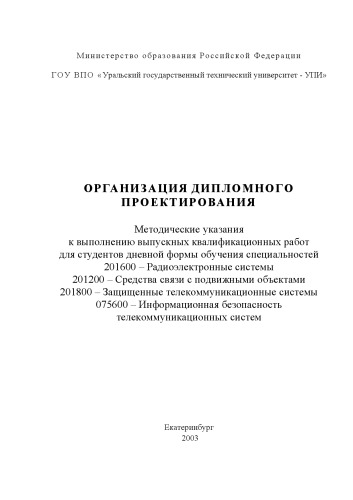 Министерство образования Российской Федерации
ГОУ ВПО «Уральский государственный технический университет - УПИ»
ОРГАНИЗАЦИЯ ДИПЛОМНОГО
ПРОЕКТИРОВАНИЯ
Методические указания
к выполнению выпускных квалификационных работ
для студентов дневной формы обучения специальностей
201600 – Радиоэлектронные системы
201200 – Средства связи с подвижными объектами
201800 – Защищенные телекоммуникационные системы
075600 – Информационная безопасность
телекоммуникационных систем
Екатеринбург
2003